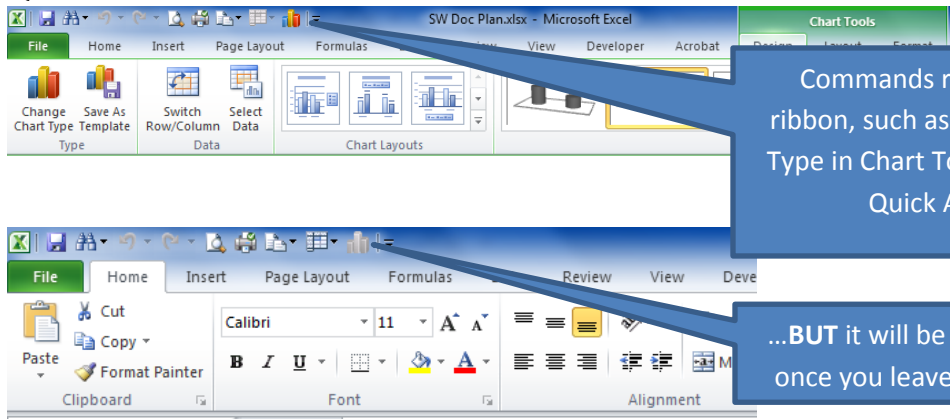 SW Doc Plan.xlsx - Microsoft Excel
Chart Tools
File Home Insert Page Layout Formulas View Developer Acrobat
Change Chart Type
Save As Template
Switch Row/Column
Select Data
Type Data Chart Layouts
Commands
ribbon, such as
Type in Chart
Quick
File Home Insert Page Layout Formulas Review View
Paste
Cut
Copy
Format Painter
Calibri 11 A A
B I U A
Clipboard Font Alignment
...BUT it will be
once you leave